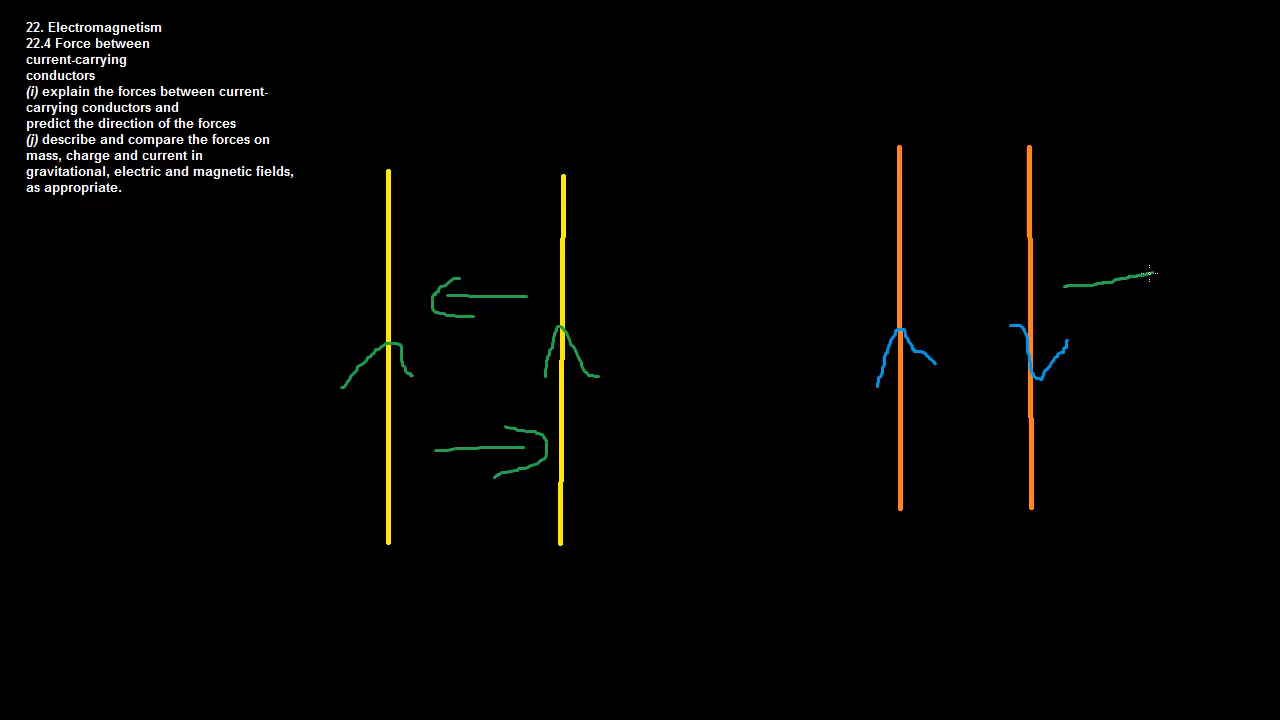 22. Electromagnetism
22.4 Force between
current-carrying
conductors
(i) explain the forces between current-
carrying conductors and
predict the direction of the forces
(j) describe and compare the forces on
mass, charge and current in
gravitational, electric and magnetic fields,
as appropriate.